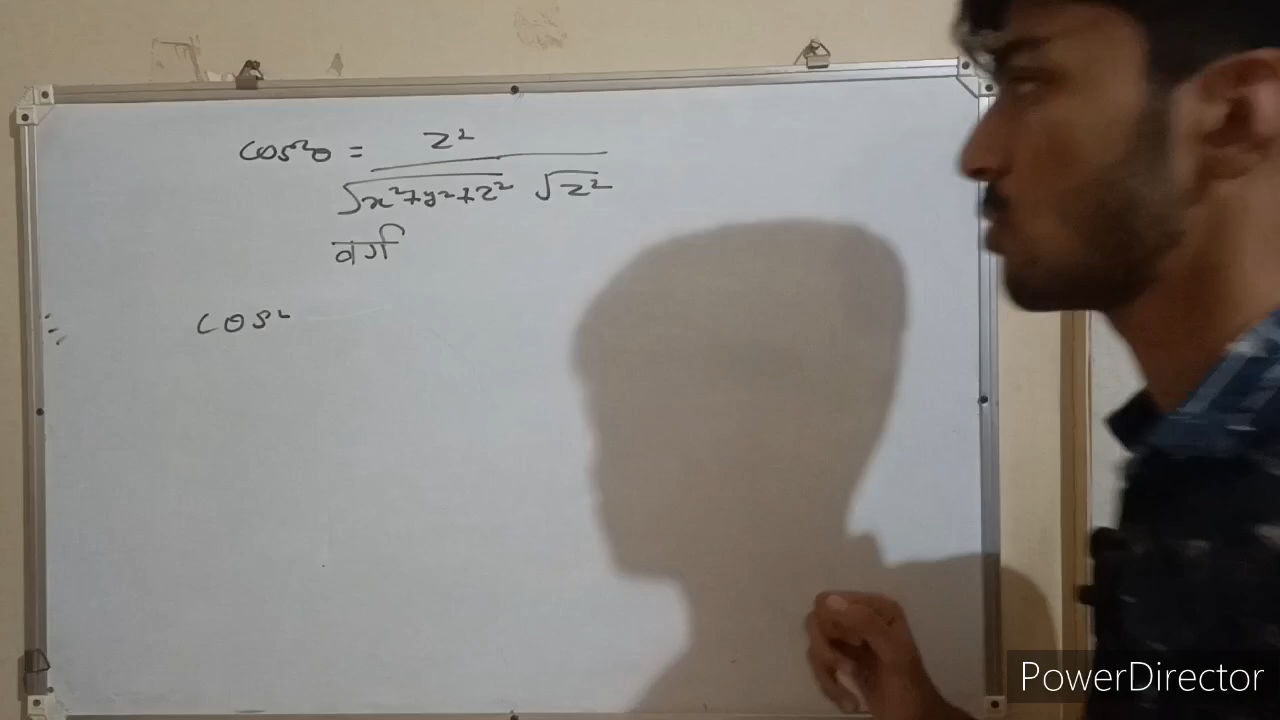 cos²θ = z²
√x²+y²+z² √z²
वर्ग
cos²
PowerDirector